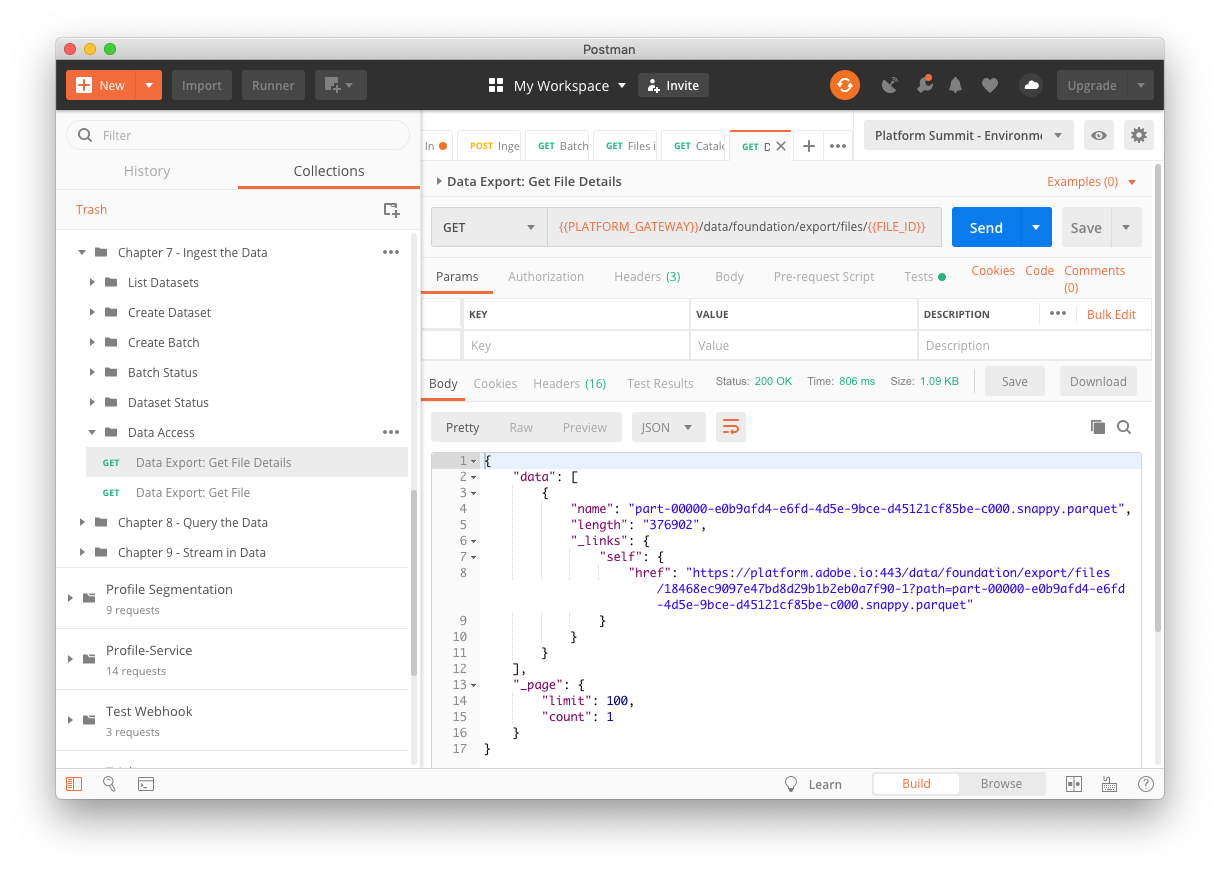 Postman
New
Import
Runner
My Workspace
Invite
Upgrade
Filter
History
Collections
Trash
Chapter 7 - Ingest the Data
List Datasets
Create Dataset
Create Batch
Batch Status
Dataset Status
Data Access
GET Data Export: Get File Details
GET Data Export: Get File
Chapter 8 - Query the Data
Chapter 9 - Stream in Data
Profile Segmentation
9 requests
Profile-Service
14 requests
Test Webhook
3 requests
In
POST Inge
GET Batch
GET Files i
GET Catalo
GET D
Platform Summit - Environme
Data Export: Get File Details
Examples (0)
GET
{{PLATFORM_GATEWAY}}/data/foundation/export/files/{{FILE_ID}}
Send
Save
Params
Authorization
Headers (3)
Body
Pre-request Script
Tests
Cookies
Code
Comments (0)
KEY
VALUE
DESCRIPTION
Bulk Edit
Key
Value
Description
Body
Cookies
Headers (16)
Test Results
Status: 200 OK
Time: 806 ms
Size: 1.09 KB
Save
Download
Pretty
Raw
Preview
JSON
1 {
2 "data": [
3 {
4 "name": "part-00000-e0b9afd4-e6fd-4d5e-9bce-d45121cf85be-c000.snappy.parquet",
5 "length": "376902",
6 "_links": {
7 "self": {
8 "href": "https://platform.adobe.io:443/data/foundation/export/files
/18468ec9097e47bd8d29b1b2eb0a7f90-1?path=part-00000-e0b9afd4-e6fd
-4d5e-9bce-d45121cf85be-c000.snappy.parquet"
9 }
10 }
11 }
12 ],
13 "_page": {
14 "limit": 100,
15 "count": 1
16 }
17 }
Learn
Build
Browse